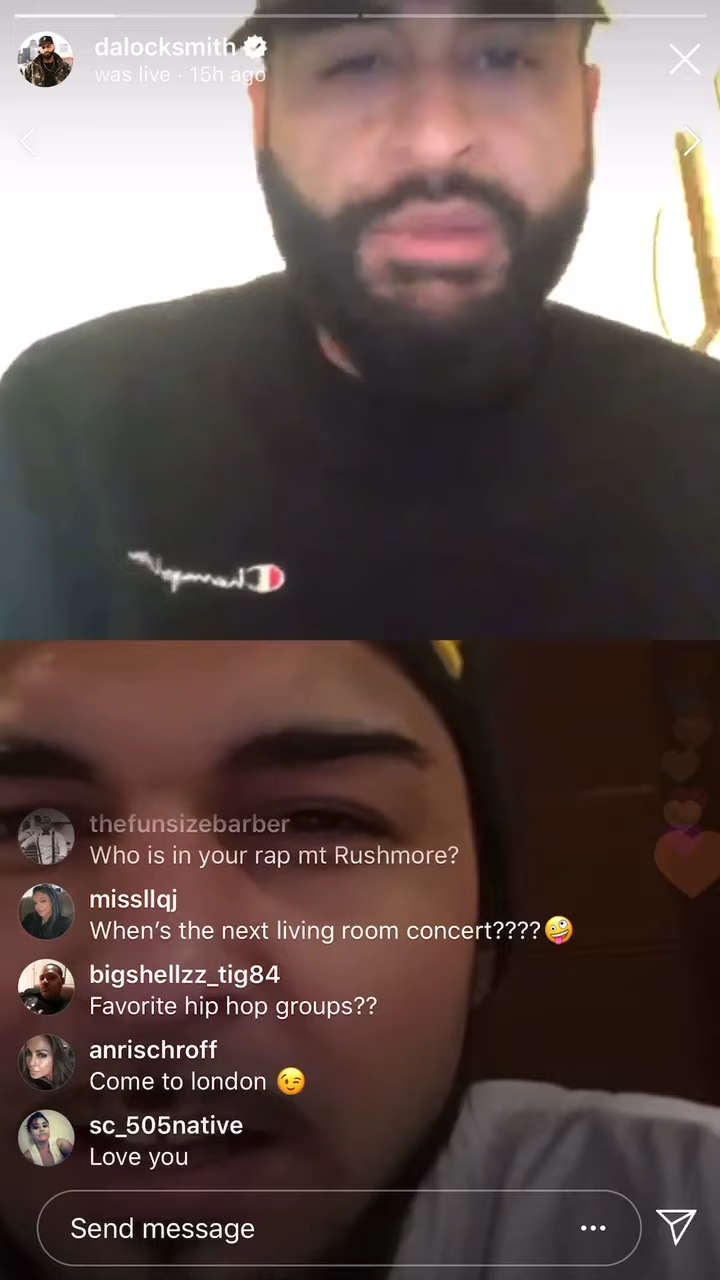 dalocksmith
was live · 15h ago
Champion
thefunsizebarber
Who is in your rap mt Rushmore?
missllqj
When's the next living room concert????🤪
bigshellzz_tig84
Favorite hip hop groups??
anrischroff
Come to london 😉
sc_505native
Love you
Send message